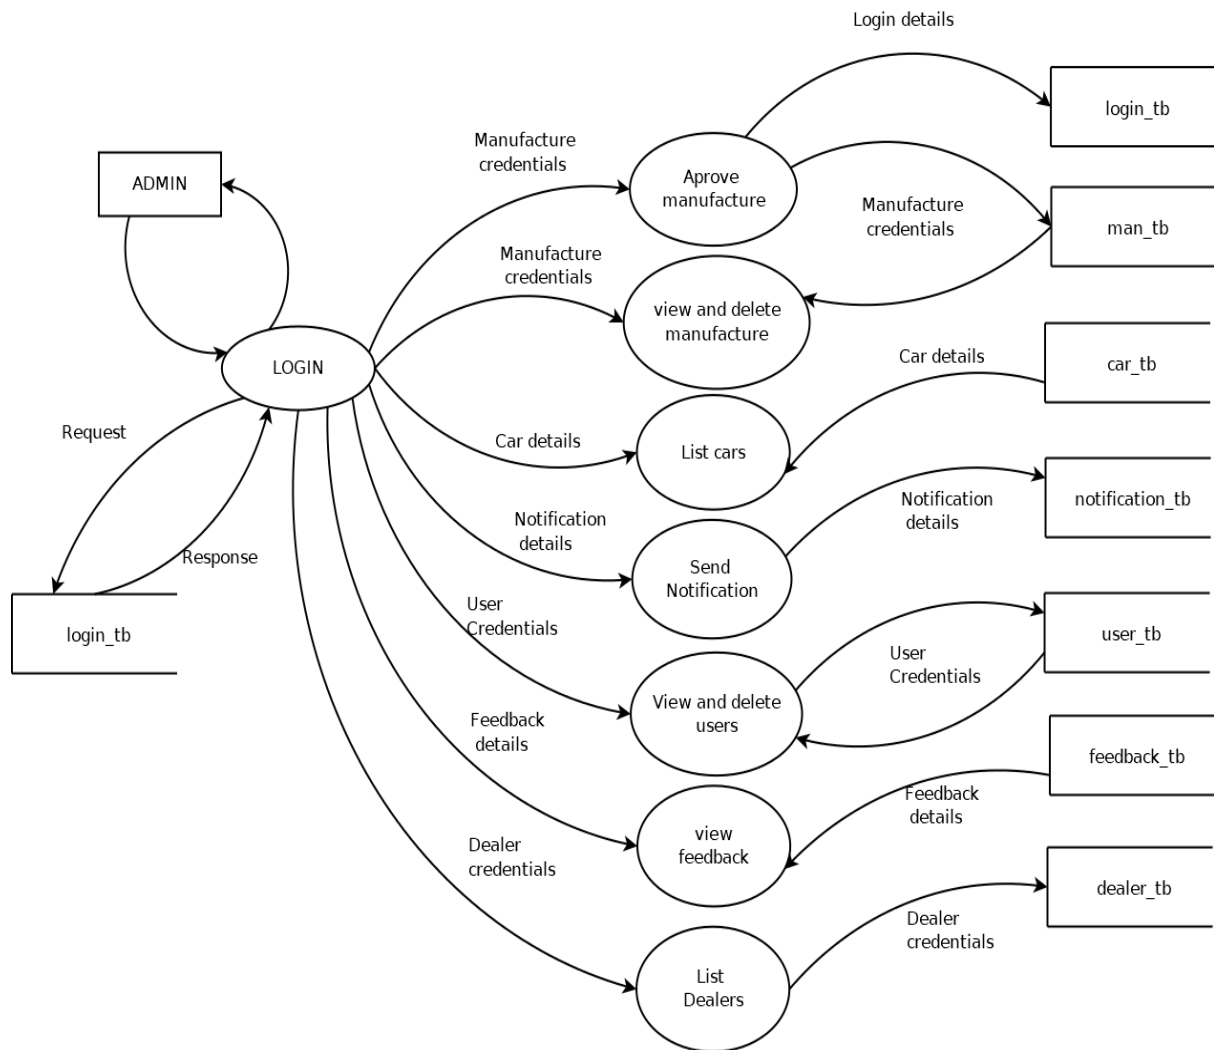 Login details
login_tb
Manufacture
credentials
Aprove
manufacture
ADMIN
Manufacture
credentials
man_tb
Manufacture
credentials
view and delete
manufacture
LOGIN
Car details
car_tb
Request
Car details
List cars
Notification
details
Notification
details
notification_tb
Response
Send
Notification
login_tb
User
Credentials
user_tb
User
Credentials
View and delete
users
Feedback
details
feedback_tb
Feedback
details
view
feedback
Dealer
credentials
dealer_tb
Dealer
credentials
List
Dealers